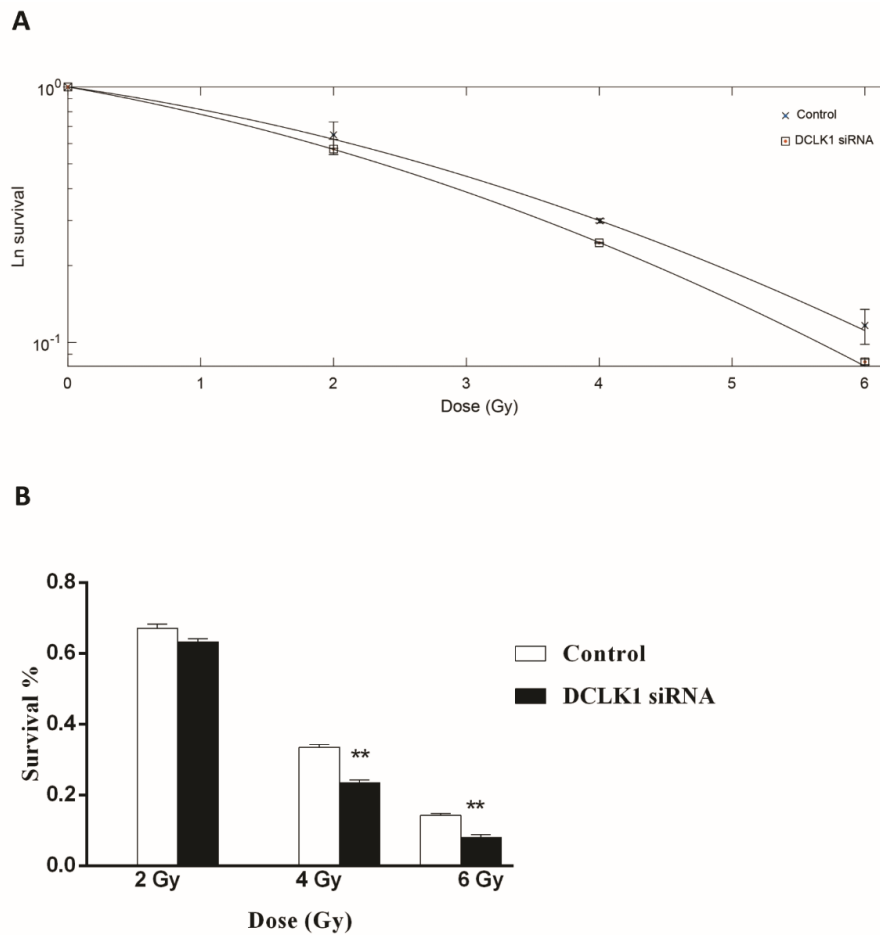 A
10⁰
Control
DCLK1 siRNA
Ln survival
10⁻¹
0 1 2 3 4 5 6
Dose (Gy)
B
0.8
0.6
0.4
0.2
0.0
Survival %
**
**
Control
DCLK1 siRNA
2 Gy 4 Gy 6 Gy
Dose (Gy)